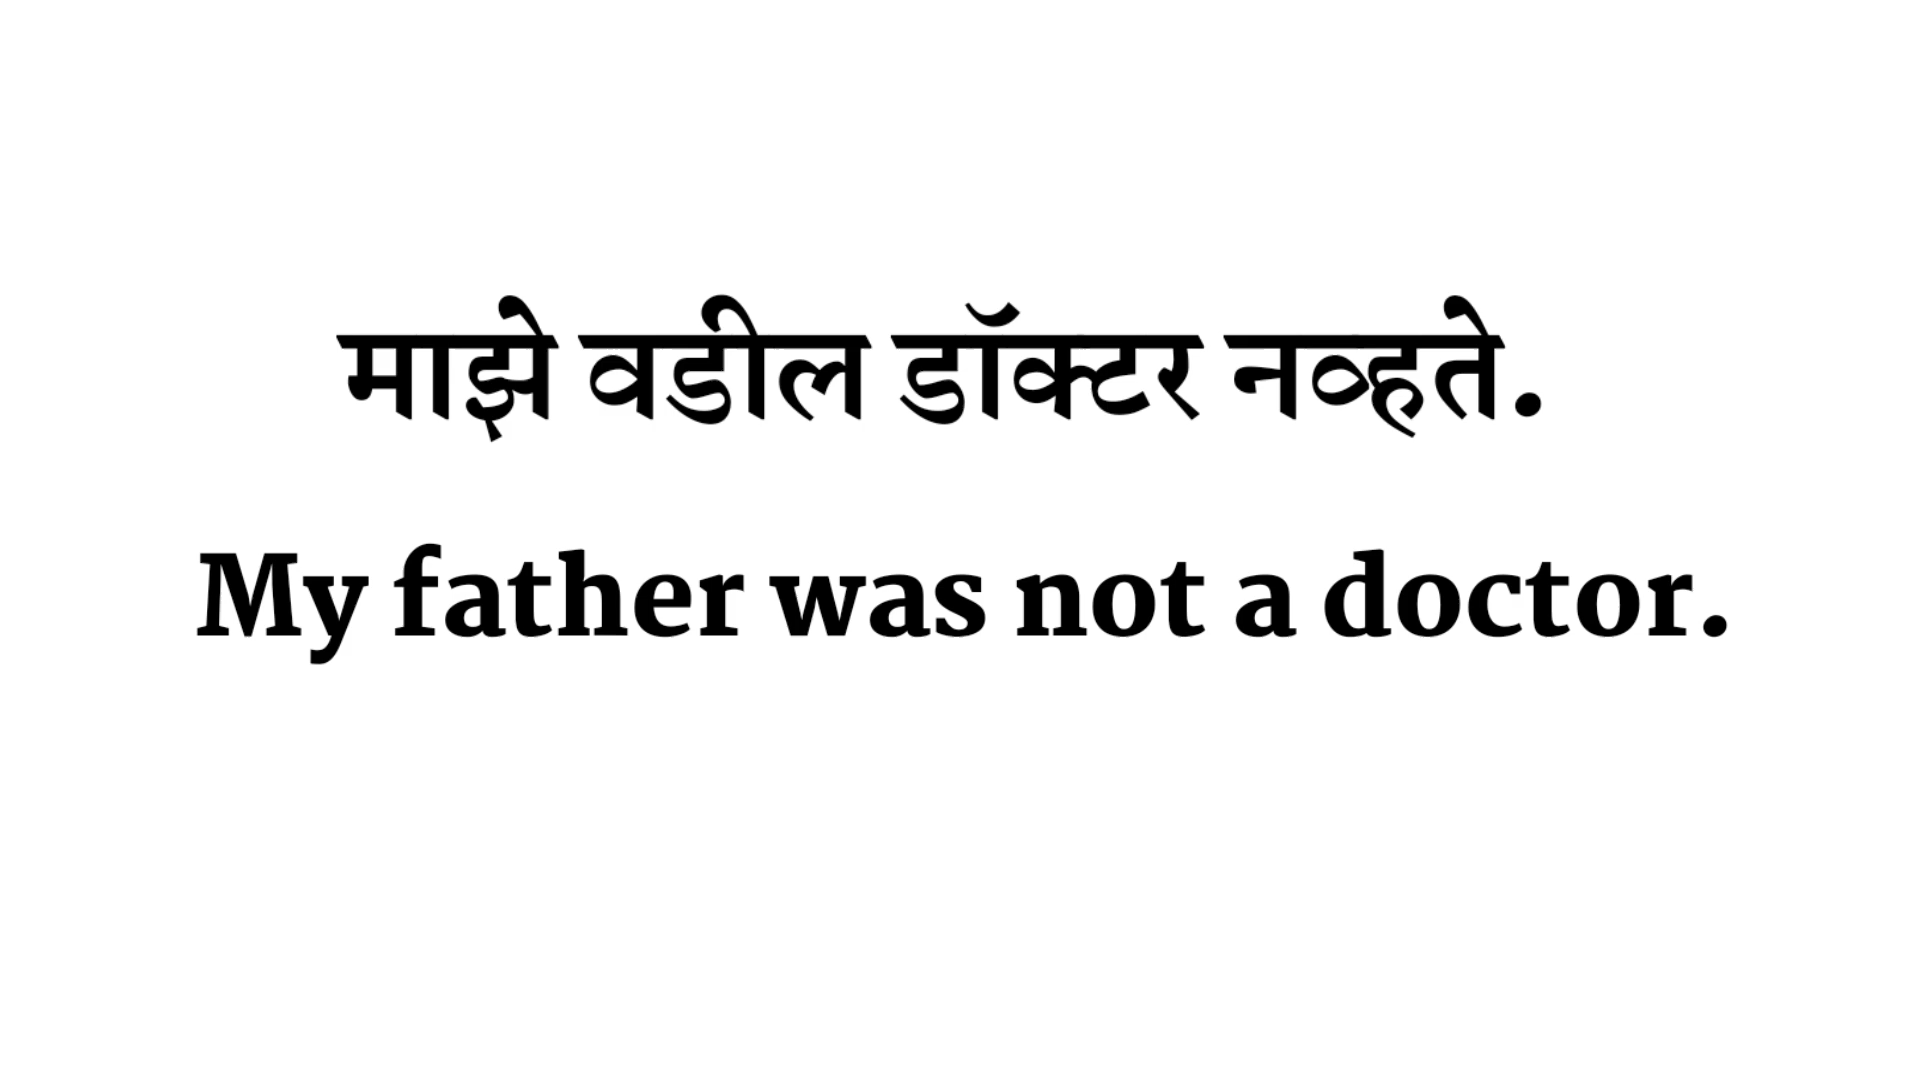 माझे वडील डॉक्टर नव्हते.
My father was not a doctor.